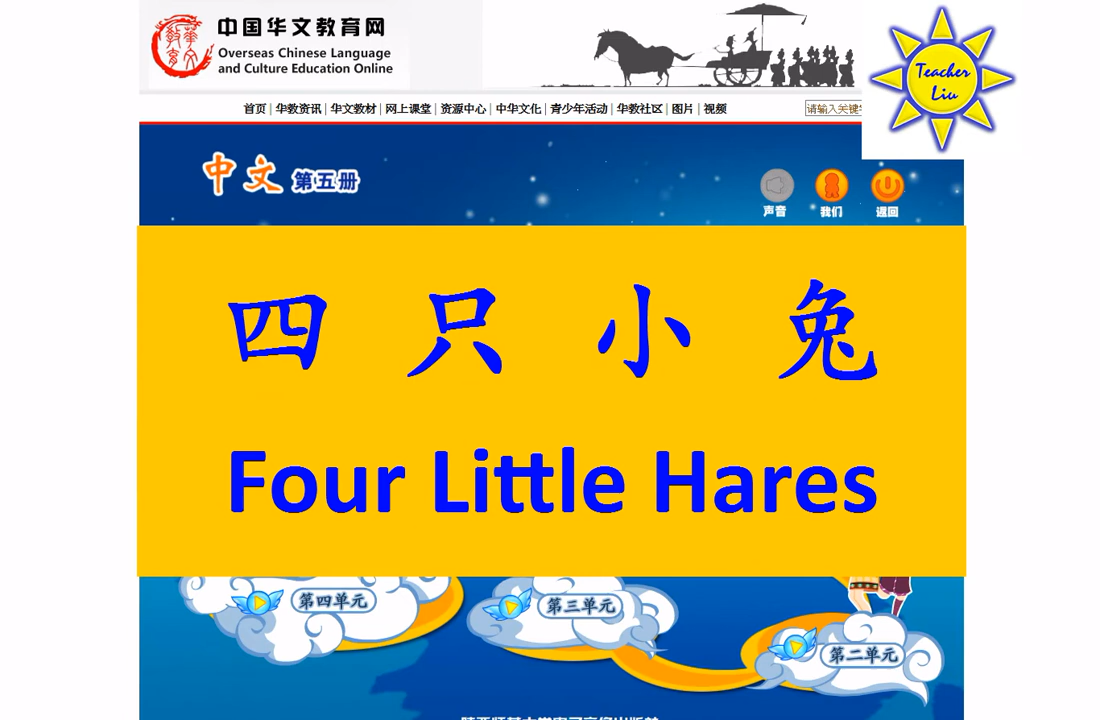 中国华文教育网
Overseas Chinese Language
and Culture Education Online
Teacher
Liu
首页 | 华教资讯 | 华文教材 | 网上课堂 | 资源中心 | 中华文化 | 青少年活动 | 华教社区 | 图片 | 视频
请输入关键
中文 第五册
声音 我们 返回
四只小兔
Four Little Hares
第四单元
第三单元
第二单元